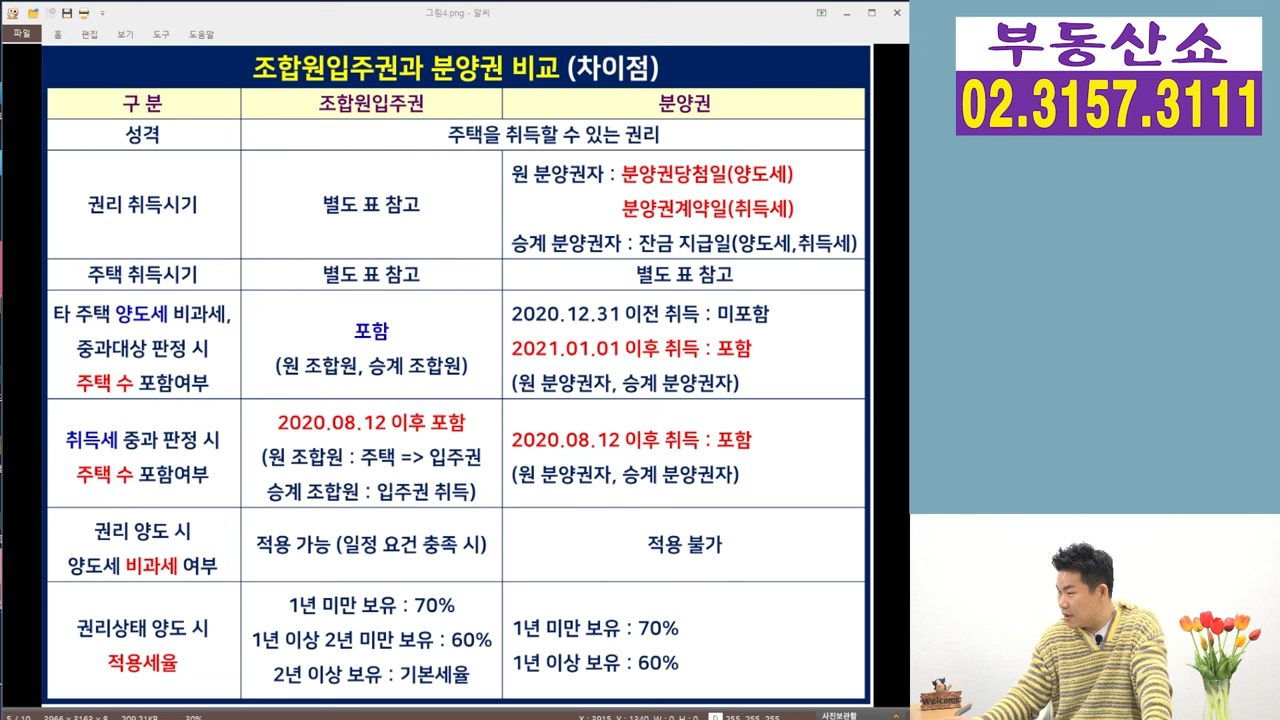 그림4.png - 알씨
파일 홈 편집 보기 도구 도움말
조합원입주권과 분양권 비교 (차이점)
구 분 조합원입주권 분양권
성격 주택을 취득할 수 있는 권리
권리 취득시기 별도 표 참고
원 분양권자 : 분양권당첨일(양도세)
분양권계약일(취득세)
승계 분양권자 : 잔금 지급일(양도세,취득세)
주택 취득시기 별도 표 참고 별도 표 참고
타 주택 양도세 비과세,
중과대상 판정 시
주택 수 포함여부
포함
(원 조합원, 승계 조합원)
2020.12.31 이전 취득 : 미포함
2021.01.01 이후 취득 : 포함
(원 분양권자, 승계 분양권자)
취득세 중과 판정 시
주택 수 포함여부
2020.08.12 이후 포함
(원 조합원 : 주택 => 입주권
승계 조합원 : 입주권 취득)
2020.08.12 이후 취득 : 포함
(원 분양권자, 승계 분양권자)
권리 양도 시
양도세 비과세 여부
적용 가능 (일정 요건 충족 시)
적용 불가
권리상태 양도 시
적용세율
1년 미만 보유 : 70%
1년 이상 2년 미만 보유 : 60%
2년 이상 보유 : 기본세율
1년 미만 보유 : 70%
1년 이상 보유 : 60%
부동산쇼
02.3157.3111
Welcome